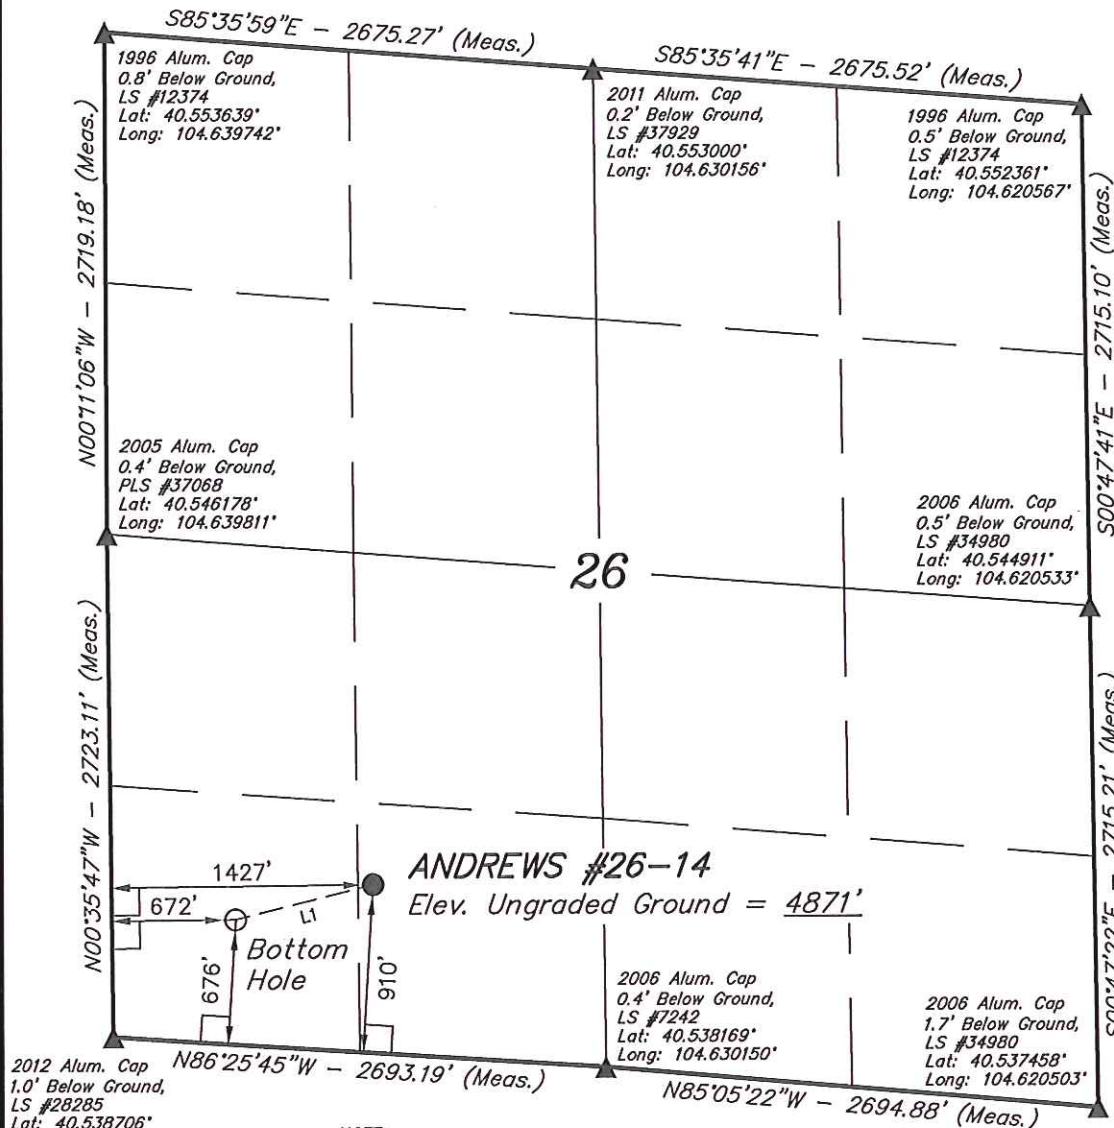 S85°35'59"E - 2675.27' (Meas.)
S85°35'41"E - 2675.52' (Meas.)
1996 Alum. Cap
0.8' Below Ground,
LS #12374
Lat: 40.553639°
Long: 104.639742°
2011 Alum. Cap
0.2' Below Ground,
LS #37929
Lat: 40.553000°
Long: 104.630156°
1996 Alum. Cap
0.5' Below Ground,
LS #12374
Lat: 40.552361°
Long: 104.620567°
N00°11'06"W - 2719.18' (Meas.)
S00°47'41"E - 2715.10' (Meas.)
2005 Alum. Cap
0.4' Below Ground,
PLS #37068
Lat: 40.546178°
Long: 104.639811°
2006 Alum. Cap
0.5' Below Ground,
LS #34980
Lat: 40.544911°
Long: 104.620533°
26
N00°35'47"W - 2723.11' (Meas.)
S00°47'22"E - 2715.21' (Meas.)
1427'
ANDREWS #26-14
Elev. Ungraded Ground = 4871'
672'
L1
Bottom
Hole
676'
910'
2006 Alum. Cap
0.4' Below Ground,
LS #7242
Lat: 40.538169°
Long: 104.630150°
2006 Alum. Cap
1.7' Below Ground,
LS #34980
Lat: 40.537458°
Long: 104.620503°
N86°25'45"W - 2693.19' (Meas.)
N85°05'22"W - 2694.88' (Meas.)
2012 Alum. Cap
1.0' Below Ground,
LS #28285
Lat: 40.538706°